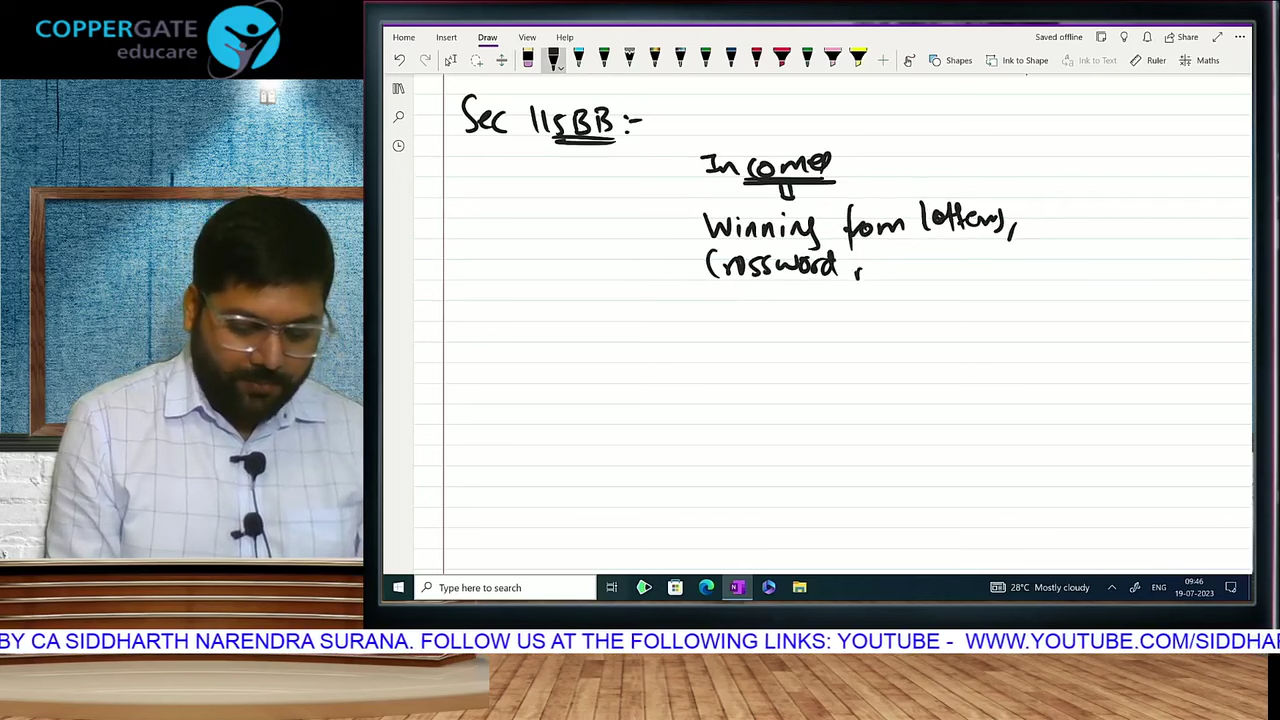 COPPERGATE
educare
Home Insert Draw View Help
Saved offline
Share
Shapes
Ink to Shape
Ink to Text
Ruler
Maths
Sec 115BB:-
Income
Winning from lottery,
Crossword,
Type here to search
28°C Mostly cloudy
ENG
09:46
19-07-2023
BY CA SIDDHARTH NARENDRA SURANA. FOLLOW US AT THE FOLLOWING LINKS: YOUTUBE - WWW.YOUTUBE.COM/SIDDHAR